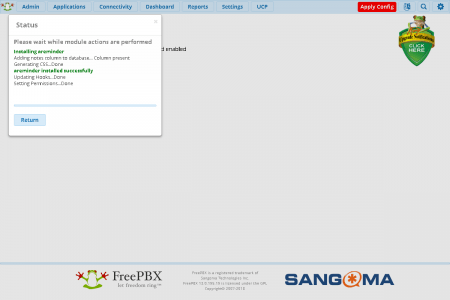 Admin Applications Connectivity Dashboard Reports Settings UCP Apply Config
Status ×
Please wait while module actions are performed
Installing arsminder
Adding notes column to database... Column present
Generating CSS...Done
arsminder installed successfully
Updating Hooks...Done
Setting Permissions...Done
d enabled
CLICK
HERE
Return
FreePBX
let freedom ring™
FreePBX is a registered trademark of
Sangoma Technologies Inc.
is licensed under the GPL
Copyright© 2007-2018
SANGOMA